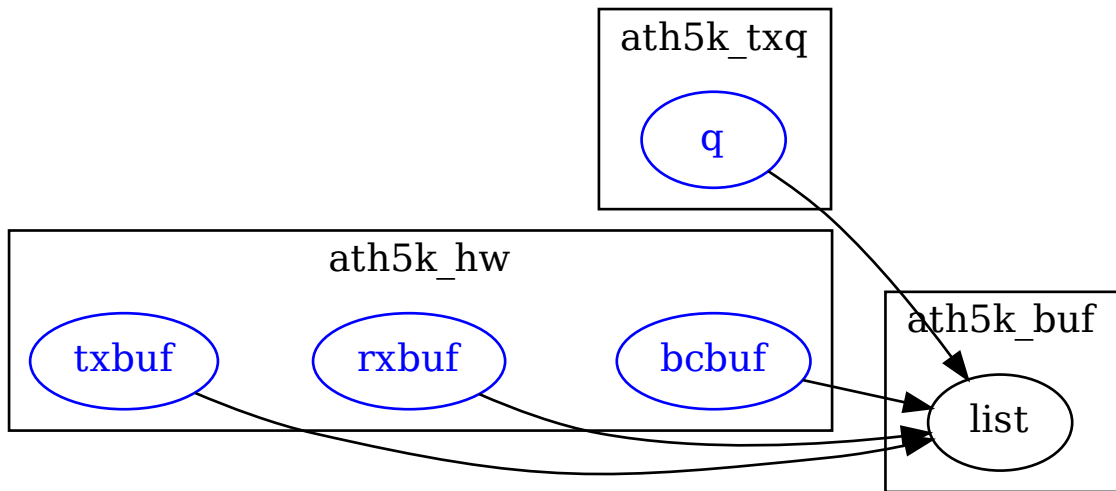 ath5k_txq
q
ath5k_hw
txbuf
rxbuf
bcbuf
ath5k_buf
list